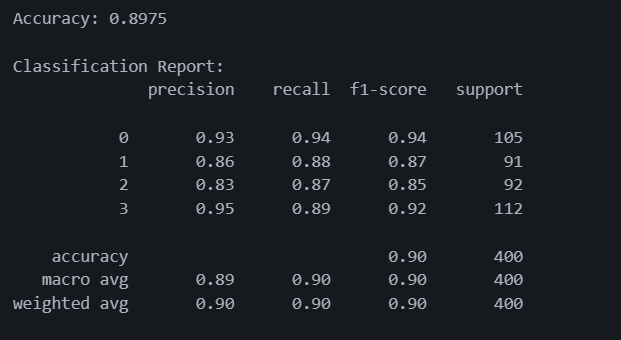 Accuracy: 0.8975
Classification Report:
precision recall f1-score support
0 0.93 0.94 0.94 105
1 0.86 0.88 0.87 91
2 0.83 0.87 0.85 92
3 0.95 0.89 0.92 112
accuracy 0.90 400
macro avg 0.89 0.90 0.90 400
weighted avg 0.90 0.90 0.90 400